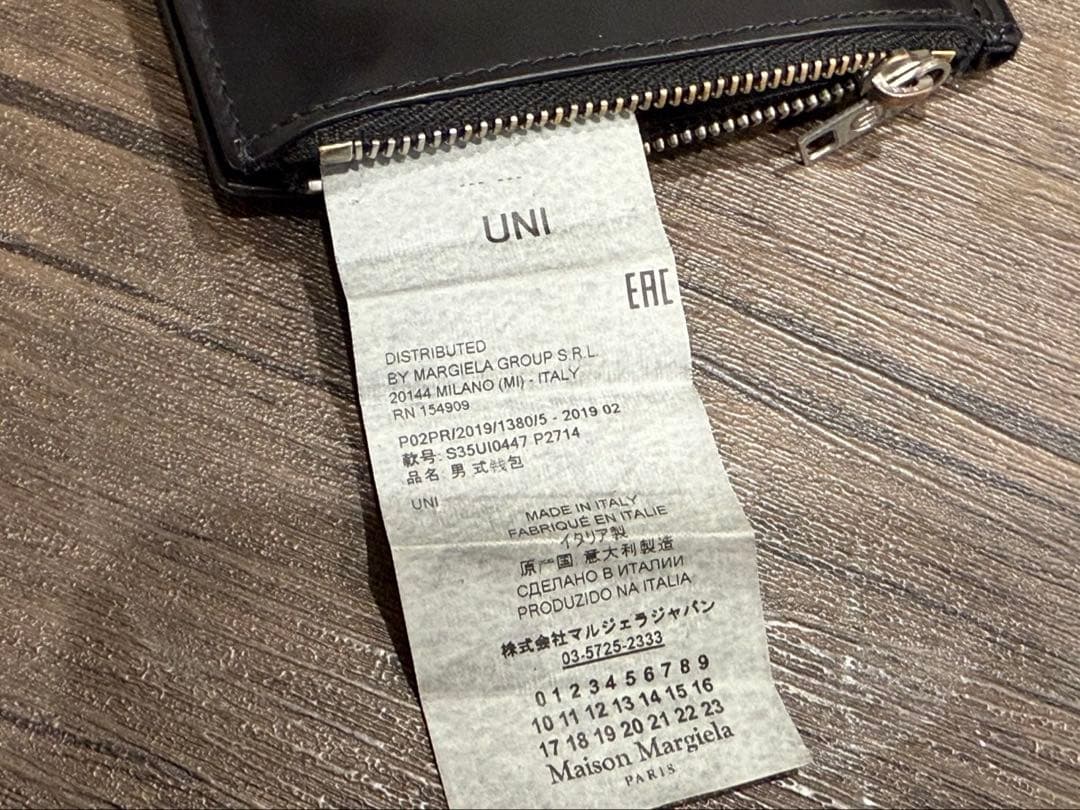 UNI
EAC
DISTRIBUTED
BY MARGIELA GROUP S.R.L.
20144 MILANO (MI) - ITALY
RN 154909
P02PR/2019/1380/5 - 2019 02
款号: S35UI0447 P2714
品名 男 式钱包
UNI
MADE IN ITALY
FABRIQUÉ EN ITALIE
イタリア製
原产国 意大利製造
СДЕЛАНО В ИТАЛИИ
PRODUZIDO NA ITALIA
株式会社マルジェラジャパン
03-5725-2333
0 1 2 3 4 5 6 7 8 9
10 11 12 13 14 15 16
17 18 19 20 21 22 23
Maison Margiela
PARIS